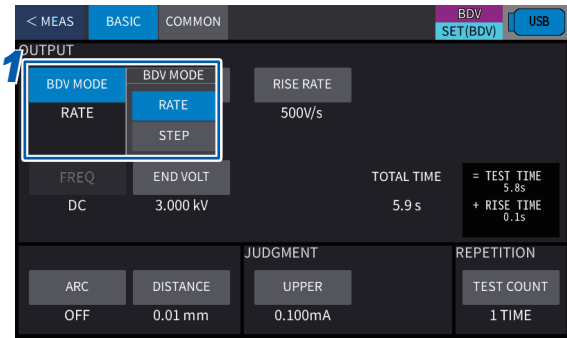 < MEAS BASIC COMMON
BDV
SET(BDV)
USB
OUTPUT
1
BDV MODE
RATE
BDV MODE
RATE
STEP
RISE RATE
500V/s
FREQ
DC
END VOLT
3.000 kV
TOTAL TIME
5.9 s
= TEST TIME
5.8s
+ RISE TIME
0.1s
JUDGMENT
REPETITION
ARC
OFF
DISTANCE
0.01 mm
UPPER
0.100mA
TEST COUNT
1 TIME